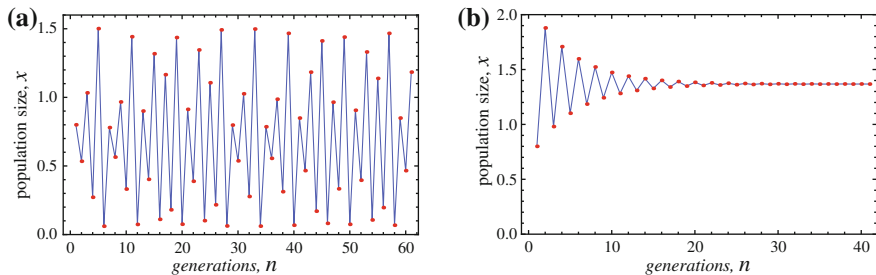 (a)
population size, x
1.5
1.0
0.5
0.0
0 10 20 30 40 50 60
generations, n
(b)
population size, x
2.0
1.5
1.0
0.5
0.0
0 10 20 30 40
generations, n